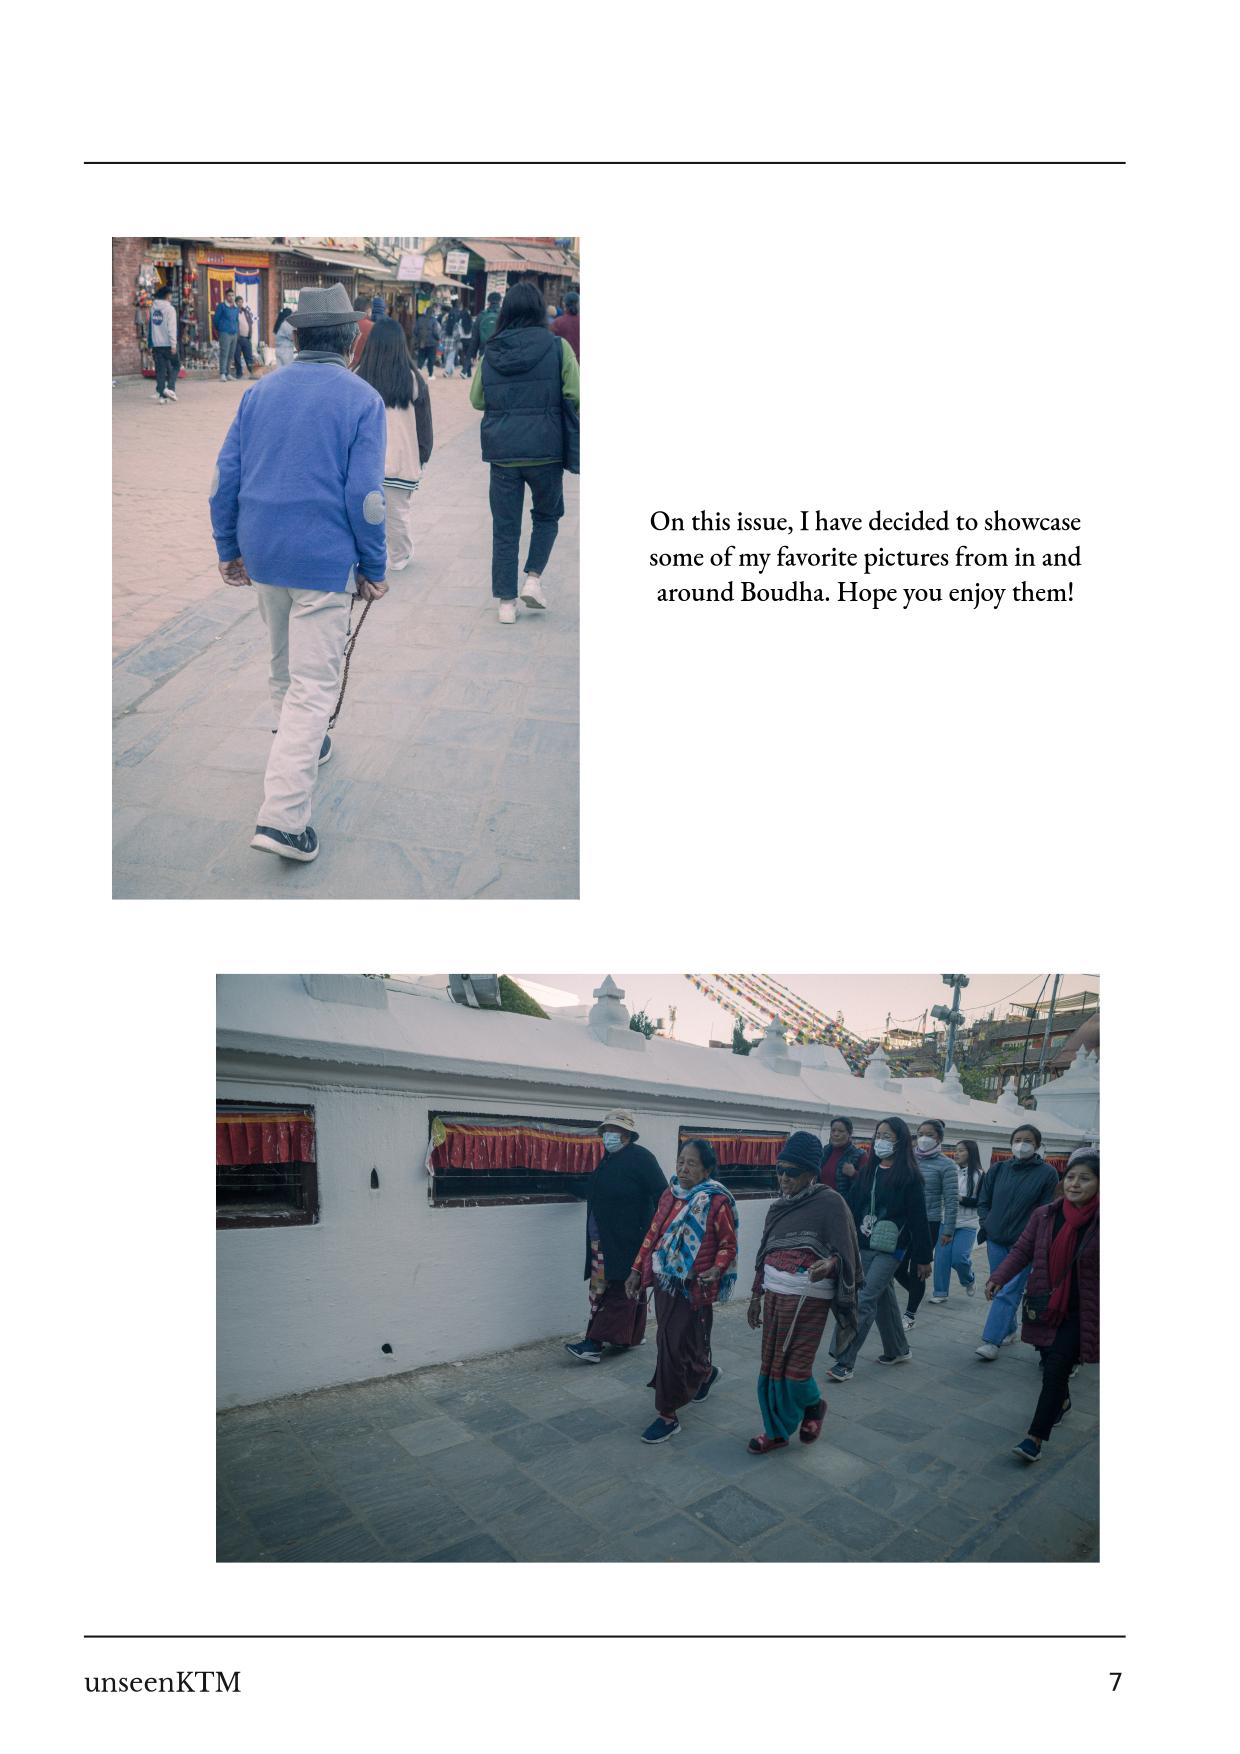 On this issue, I have decided to showcase
some of my favorite pictures from in and
around Boudha. Hope you enjoy them!
unseenKTM
7